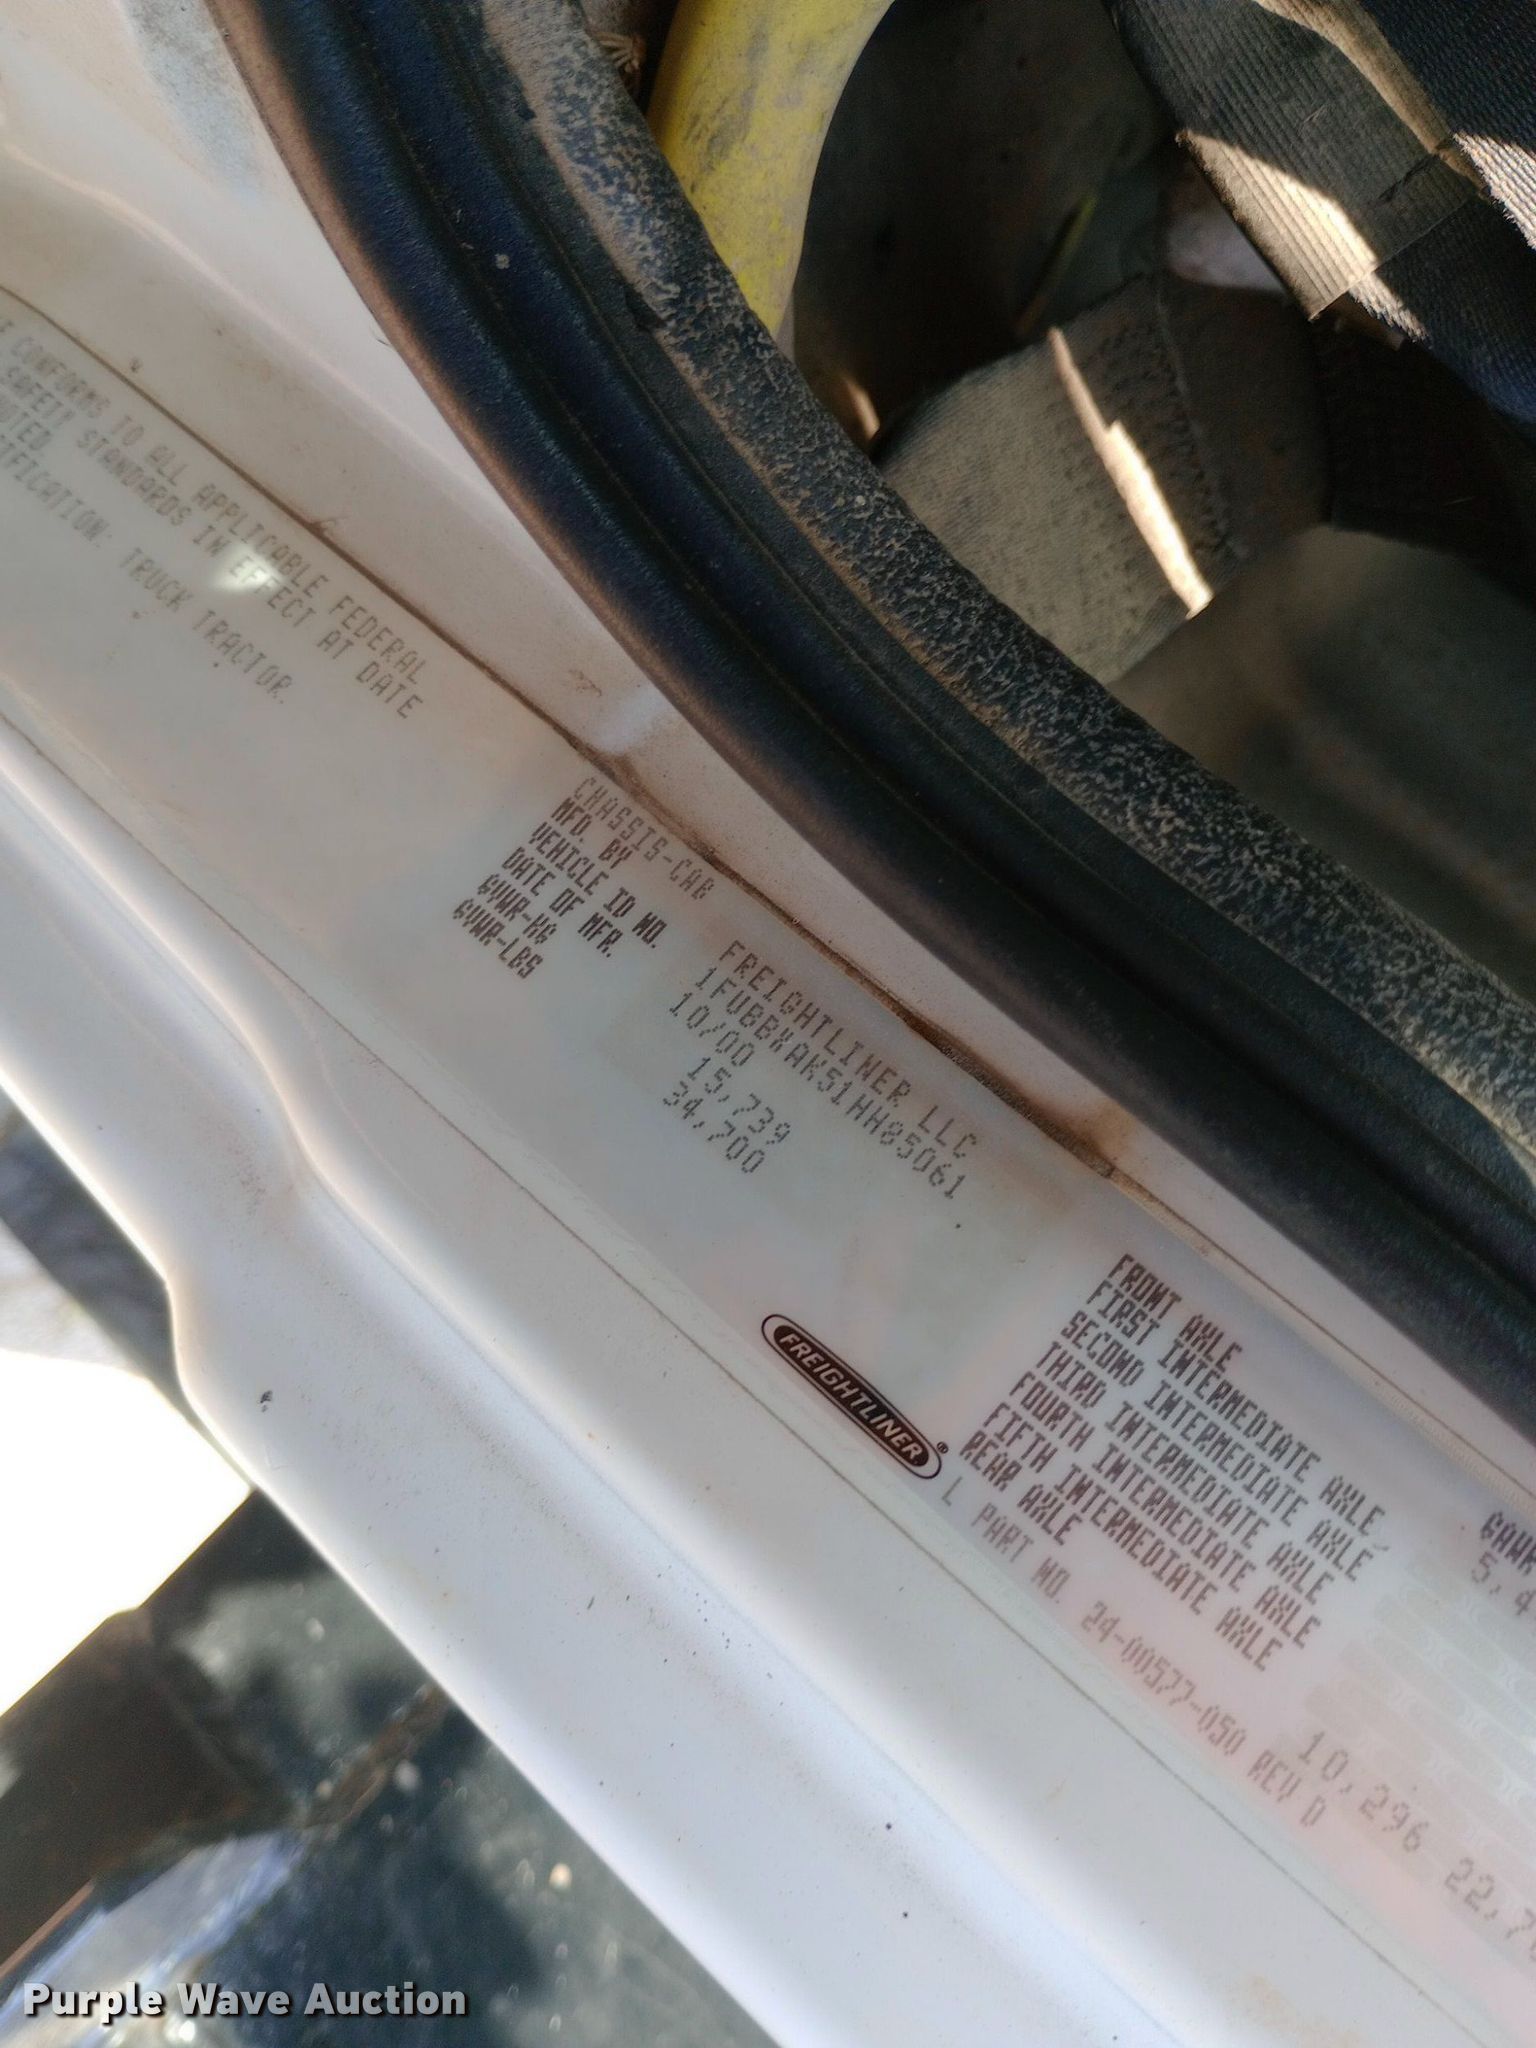 CONFORMS TO ALL APPLICABLE FEDERAL
SAFETY STANDARDS IN EFFECT AT DATE
TRUCK TRACTOR.
CHASSIS-CAB
MFD. BY FREIGHTLINER LLC
VEHICLE ID NO. 1FUBBXAK51HH85061
DATE OF MFR. 10/00
GVWR-KG 15,739
GVWR-LBS 34,700
FREIGHTLINER®
FRONT AXLE
FIRST INTERMEDIATE AXLE
SECOND INTERMEDIATE AXLE
THIRD INTERMEDIATE AXLE
FOURTH INTERMEDIATE AXLE
FIFTH INTERMEDIATE AXLE
REAR AXLE 10,296
L PART NO. 24-00577-050 REV D
Purple Wave Auction